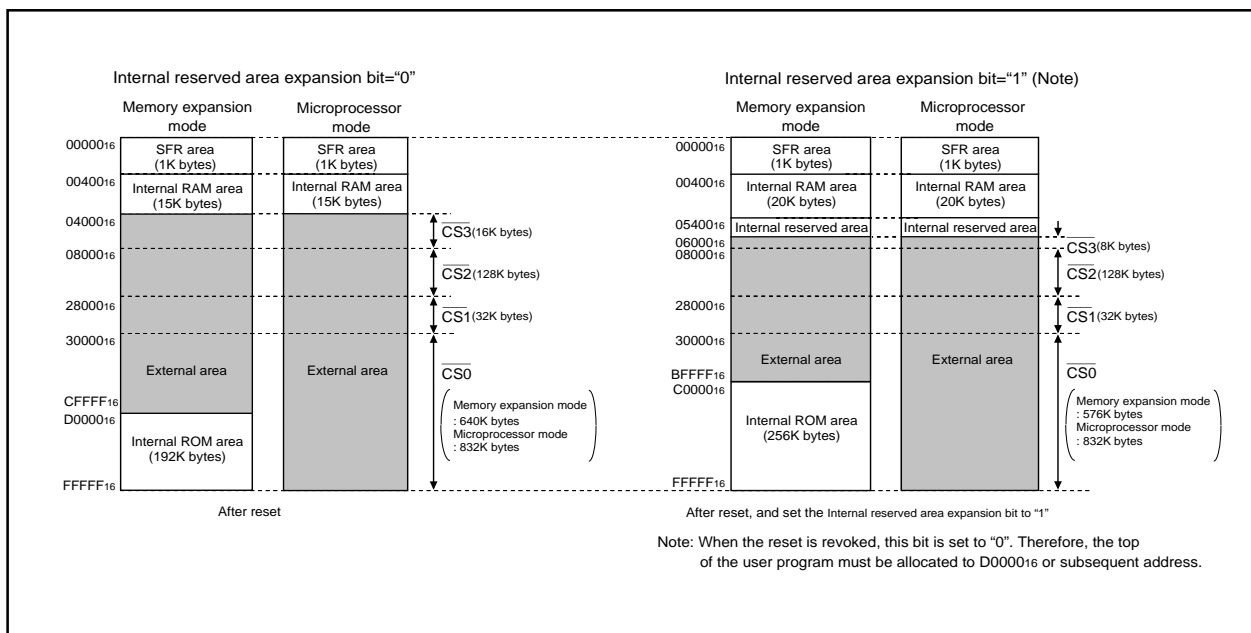 Internal reserved area expansion bit=“0”
Memory expansion
mode
Microprocessor
mode
0000016
SFR area
(1K bytes)
SFR area
(1K bytes)
0040016
Internal RAM area
(15K bytes)
Internal RAM area
(15K bytes)
0400016
CS3 (16K bytes)
0800016
CS2 (128K bytes)
2800016
CS1 (32K bytes)
3000016
External area
External area
CS0
CFFFF16
D000016
Memory expansion mode
: 640K bytes
Microprocessor mode
: 832K bytes
Internal ROM area
(192K bytes)
FFFFF16
After reset
Internal reserved area expansion bit=“1” (Note)
Memory expansion
mode
Microprocessor
mode
0000016
SFR area
(1K bytes)
SFR area
(1K bytes)
0040016
Internal RAM area
(20K bytes)
Internal RAM area
(20K bytes)
0540016
Internal reserved area
Internal reserved area
0600016
CS3 (8K bytes)
0800016
CS2 (128K bytes)
2800016
CS1 (32K bytes)
3000016
External area
External area
CS0
BFFFF16
C000016
Memory expansion mode
: 576K bytes
Microprocessor mode
: 832K bytes
Internal ROM area
(256K bytes)
FFFFF16
After reset, and set the Internal reserved area expansion bit to “1”
Note: When the reset is revoked, this bit is set to “0”. Therefore, the top
of the user program must be allocated to D000016 or subsequent address.